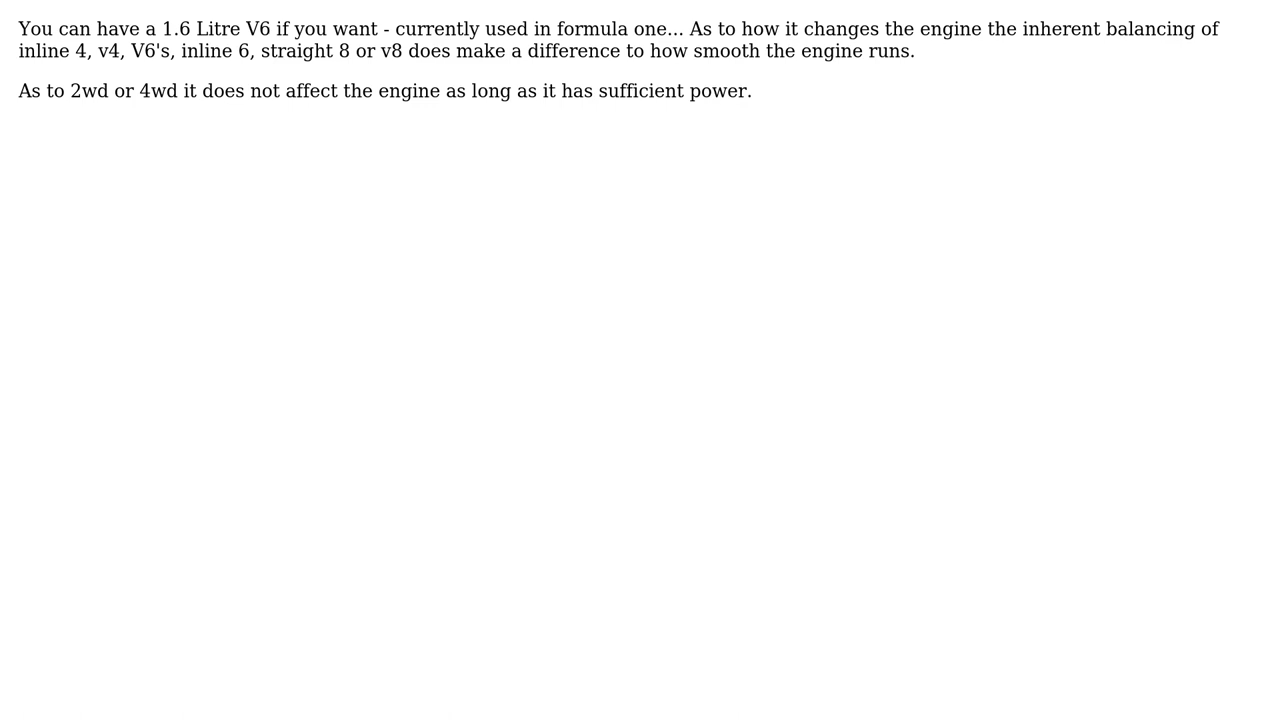 You can have a 1.6 Litre V6 if you want - currently used in formula one... As to how it changes the engine the inherent balancing of
inline 4, v4, V6's, inline 6, straight 8 or v8 does make a difference to how smooth the engine runs.
As to 2wd or 4wd it does not affect the engine as long as it has sufficient power.